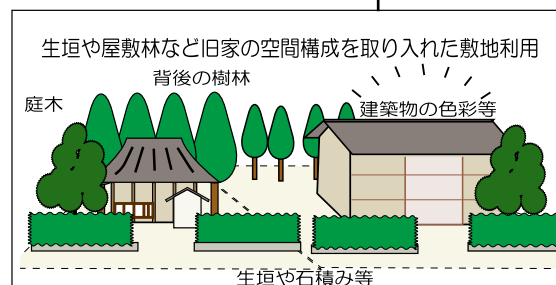 生垣や屋敷林など旧家の空間構成を取り入れた敷地利用
背後の樹林
庭木
建築物の色彩等
生垣や石積み等